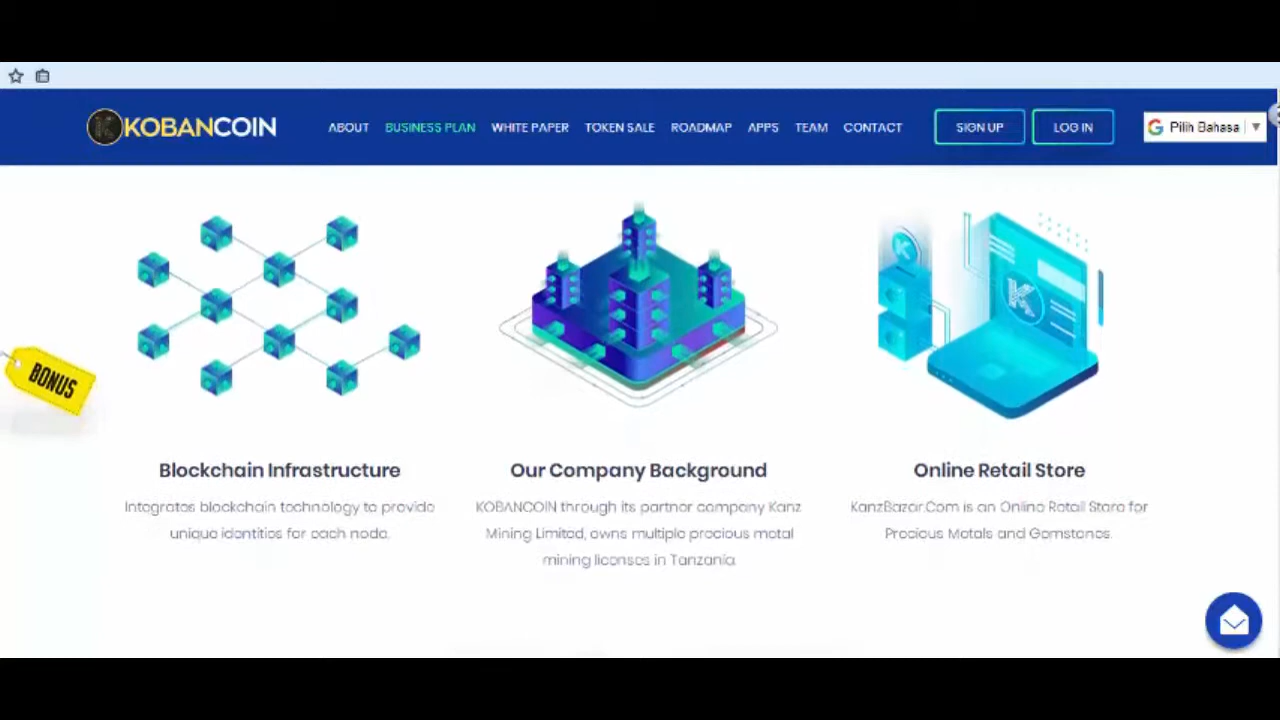 KOBANCOIN
ABOUT BUSINESS PLAN WHITE PAPER TOKEN SALE ROADMAP APPS TEAM CONTACT SIGN UP LOG IN Pilih Bahasa
BONUS
Blockchain Infrastructure
Integrates blockchain technology to provide
unique identities for each node.
Our Company Background
KOBANCOIN through its partner company Kanz
Mining Limited, owns multiple precious metal
mining licenses in Tanzania
Online Retail Store
KanzBazar.Com is an Online Retail Store for
Precious Metals and Gemstones.